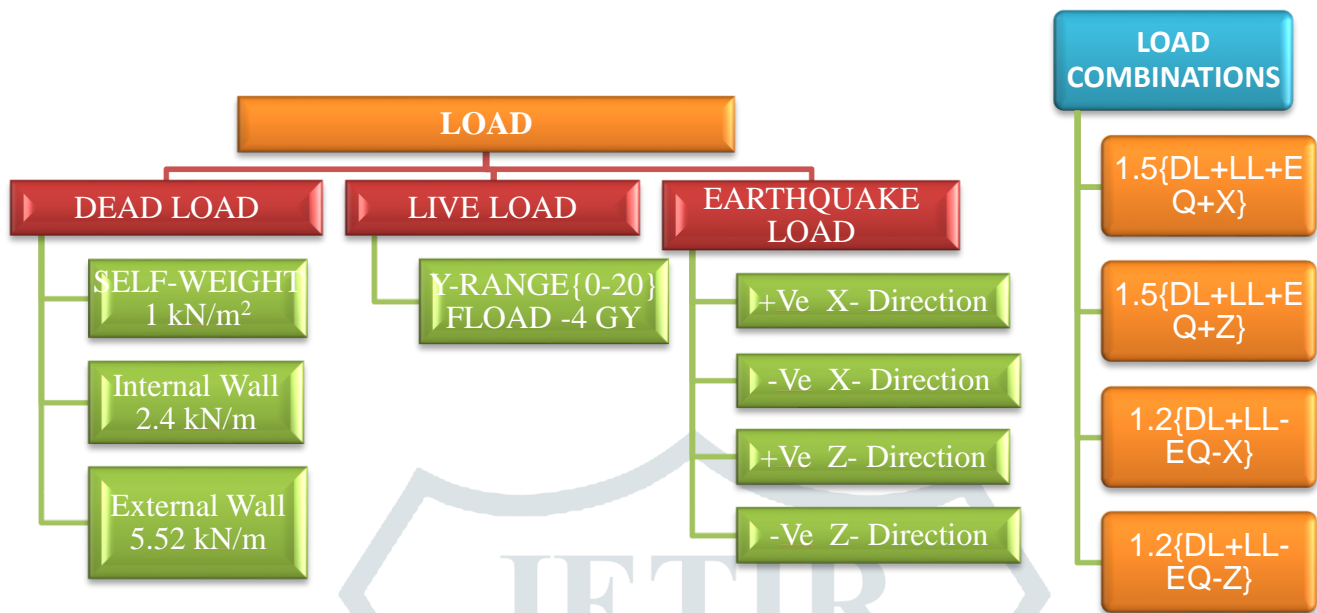 LOAD
DEAD LOAD
SELF-WEIGHT
1 kN/m²
Internal Wall
2.4 kN/m
External Wall
5.52 kN/m
LIVE LOAD
Y-RANGE{0-20}
FLOAD -4 GY
EARTHQUAKE
LOAD
+Ve X- Direction
-Ve X- Direction
+Ve Z- Direction
-Ve Z- Direction
LOAD
COMBINATIONS
1.5{DL+LL+E
Q+X}
1.5{DL+LL+E
Q+Z}
1.2{DL+LL-
EQ-X}
1.2{DL+LL-
EQ-Z}
JETIR